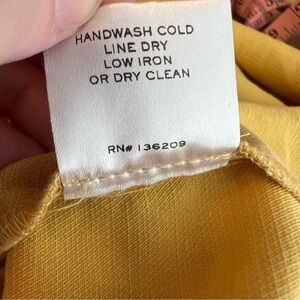 HANDWASH COLD
LINE DRY
LOW IRON
OR DRY CLEAN
RN# 136209